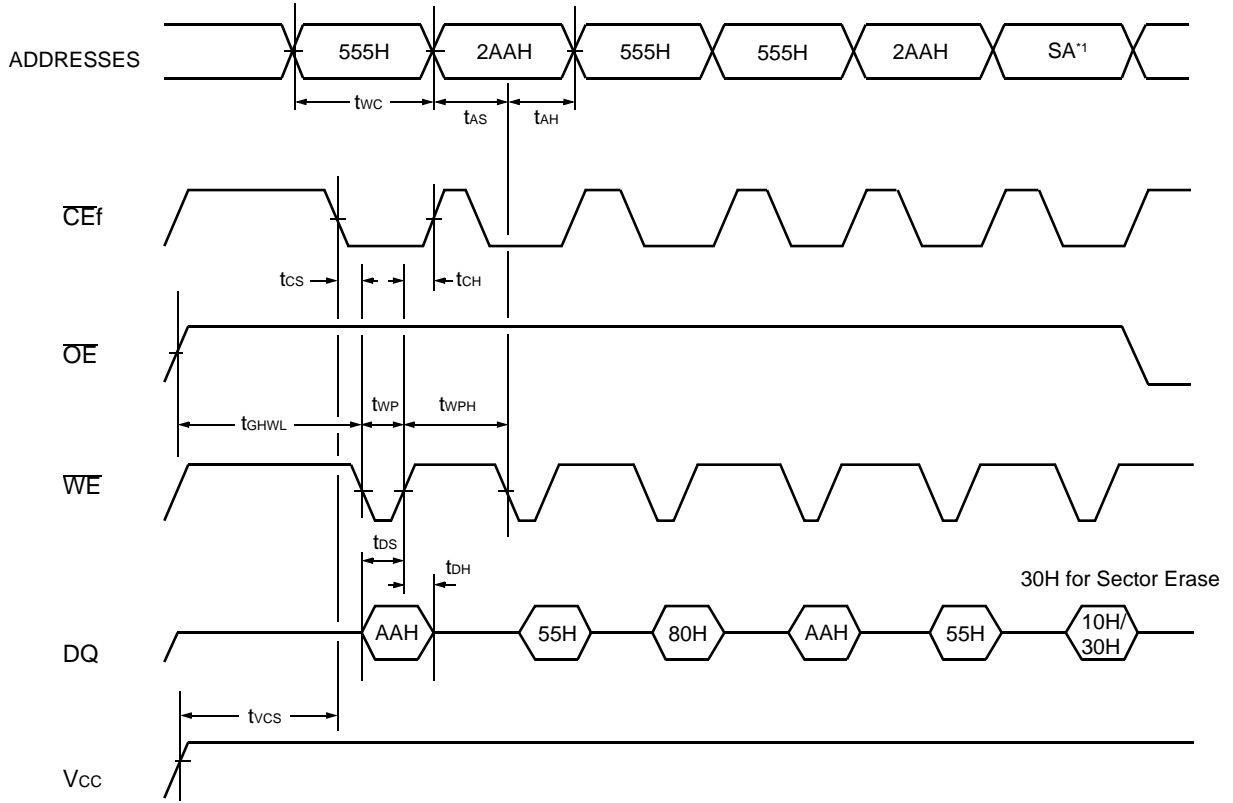 ADDRESSES 555H 2AAH 555H 555H 2AAH SA*1
tWC tAS tAH
CEf
tCS tCH
OE
tGHWL tWP tWPH
WE
tDS
tDH
30H for Sector Erase
DQ AAH 55H 80H AAH 55H 10H/
30H
tVCS
VCC